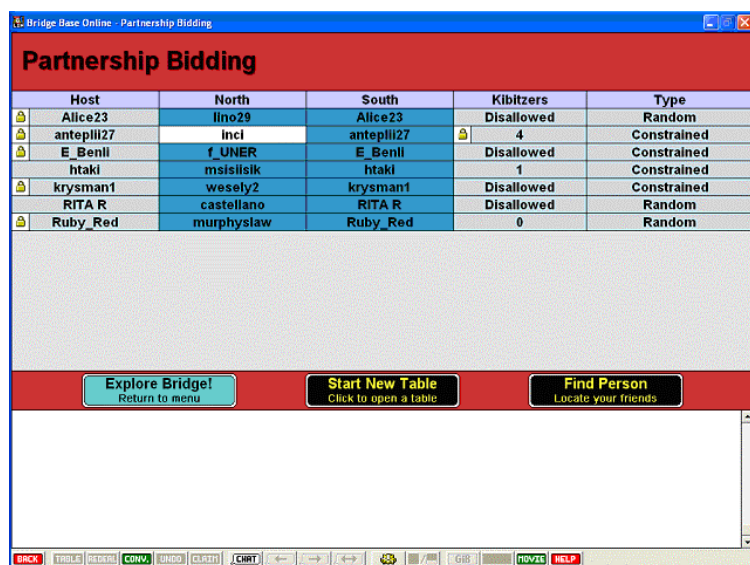 Bridge Base Online - Partnership Bidding
Partnership Bidding
Host North South Kibitzers Type
Alice23 lino29 Alice23 Disallowed Random
anteplii27 inci anteplii27 4 Constrained
E_Benli f_UNER E_Benli Disallowed Constrained
htaki msisiisik htaki 1 Constrained
krysman1 wesely2 krysman1 Disallowed Constrained
RITA R castellano RITA R Disallowed Random
Ruby_Red murphyslaw Ruby_Red 0 Random
Explore Bridge! Start New Table Find Person
Return to menu Click to open a table Locate your friends
BACK TABLE REDEAL CONV. UNDO CLAIM CHAT GIB MOVIE HELP